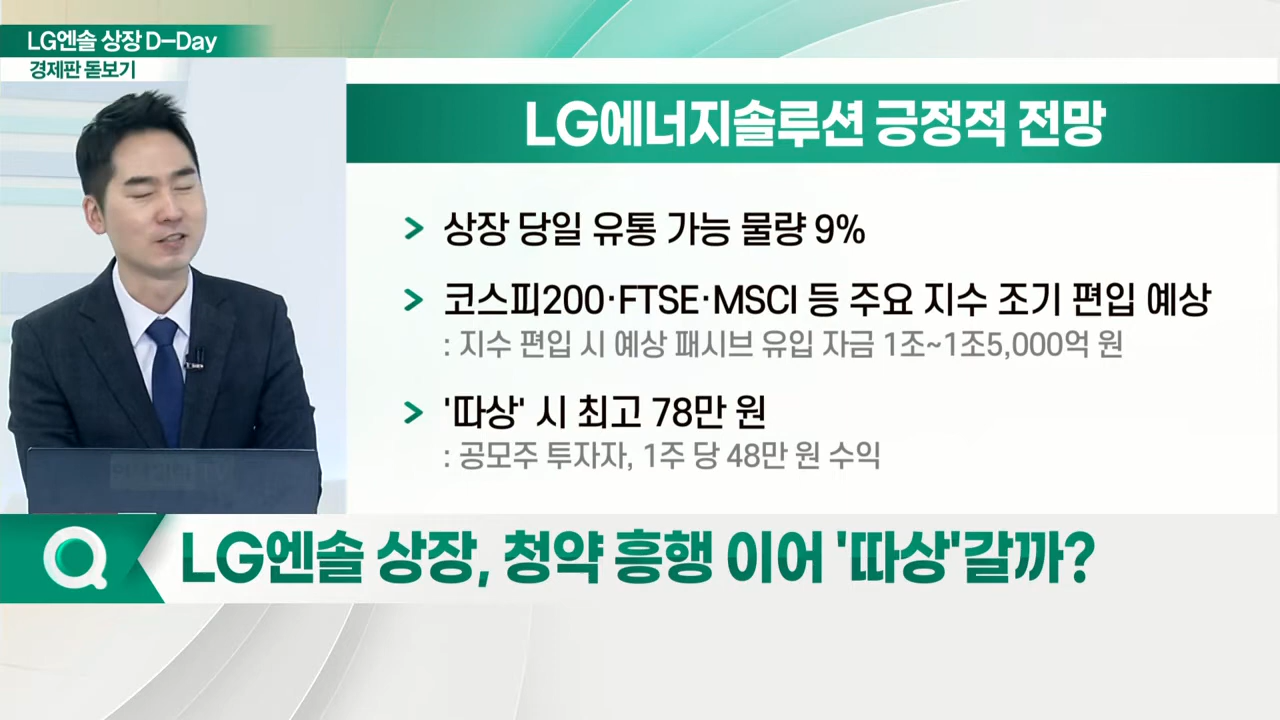 LG엔솔 상장 D-Day
경제판 돋보기
LG에너지솔루션 긍정적 전망
> 상장 당일 유통 가능 물량 9%
> 코스피200·FTSE·MSCI 등 주요 지수 조기 편입 예상
: 지수 편입 시 예상 패시브 유입 자금 1조~1조5,000억 원
> '따상' 시 최고 78만 원
: 공모주 투자자, 1주 당 48만 원 수익
LG엔솔 상장, 청약 흥행 이어 '따상'갈까?